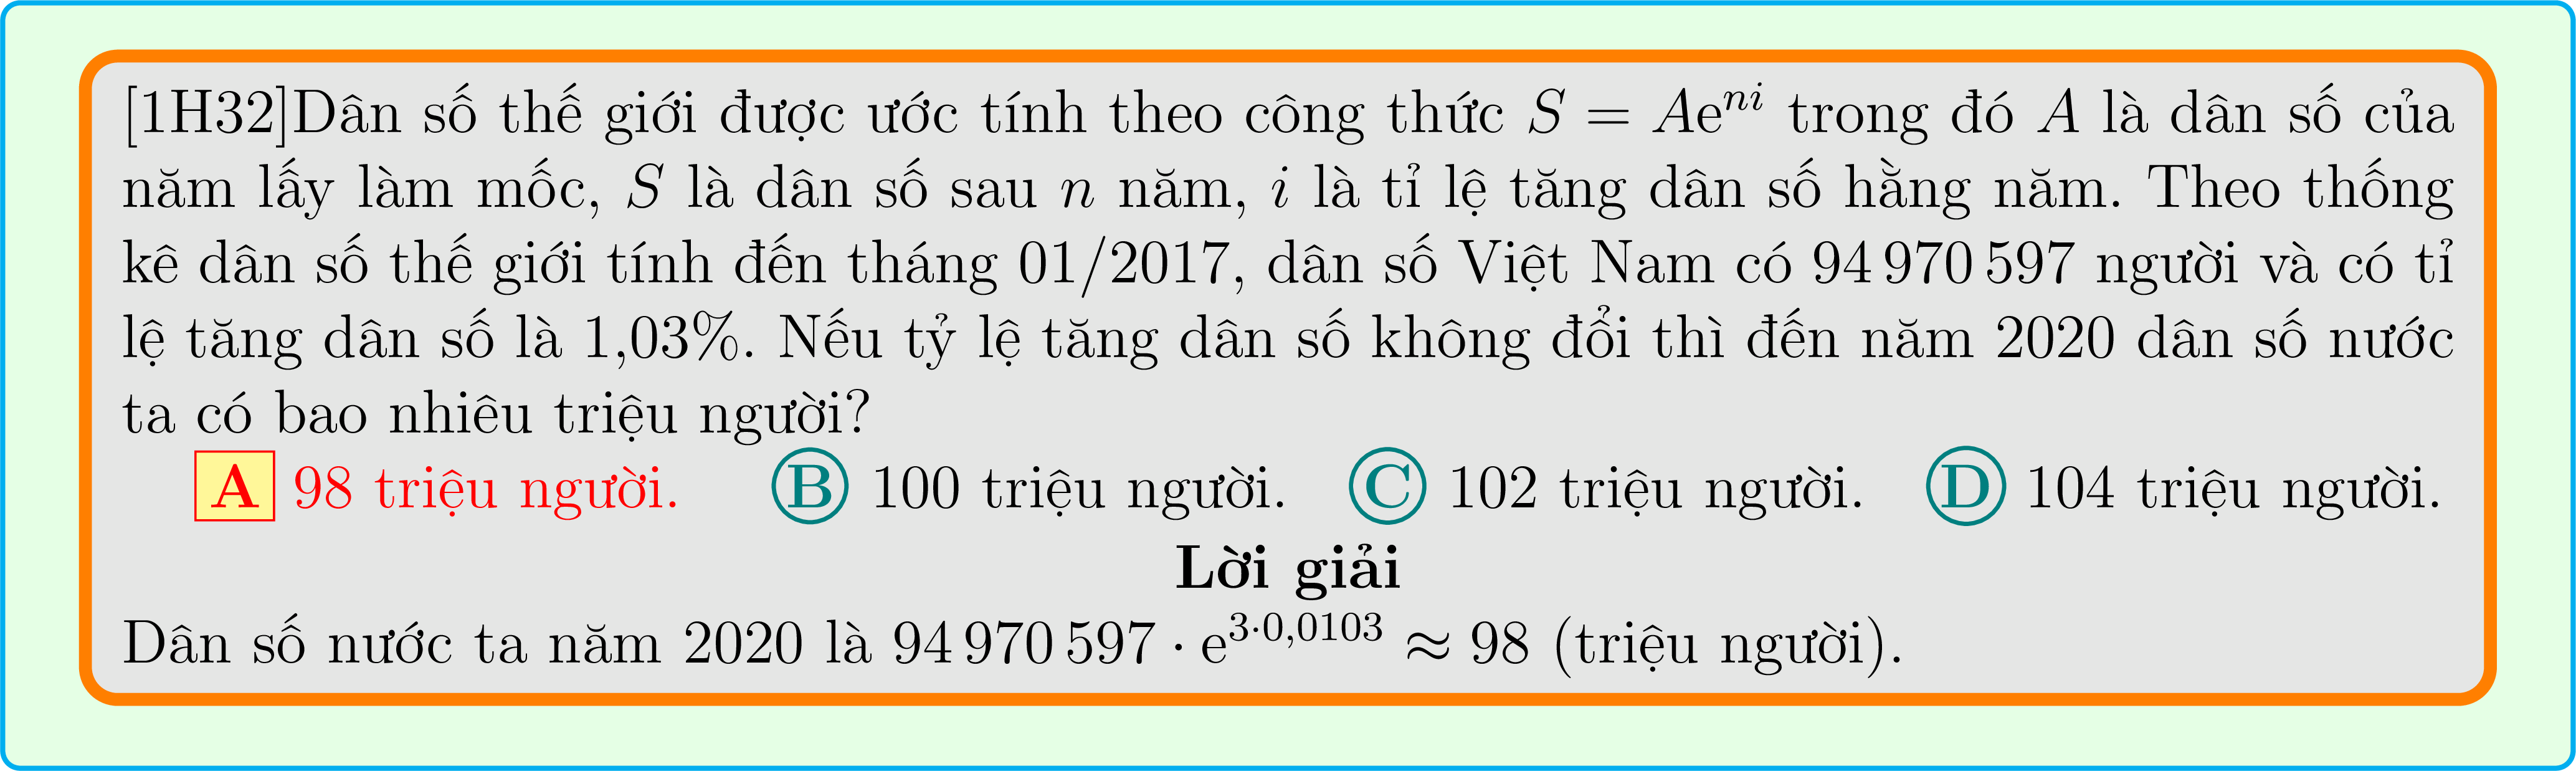 [1H32]Dân số thế giới được ước tính theo công thức S = Ae^{ni} trong đó A là dân số của
năm lấy làm mốc, S là dân số sau n năm, i là tỉ lệ tăng dân số hằng năm. Theo thống
kê dân số thế giới tính đến tháng 01/2017, dân số Việt Nam có 94 970 597 người và có tỉ
lệ tăng dân số là 1,03%. Nếu tỷ lệ tăng dân số không đổi thì đến năm 2020 dân số nước
ta có bao nhiêu triệu người?
A 98 triệu người. B 100 triệu người. C 102 triệu người. D 104 triệu người.
Lời giải
Dân số nước ta năm 2020 là 94 970 597 · e^{3·0,0103} ≈ 98 (triệu người).